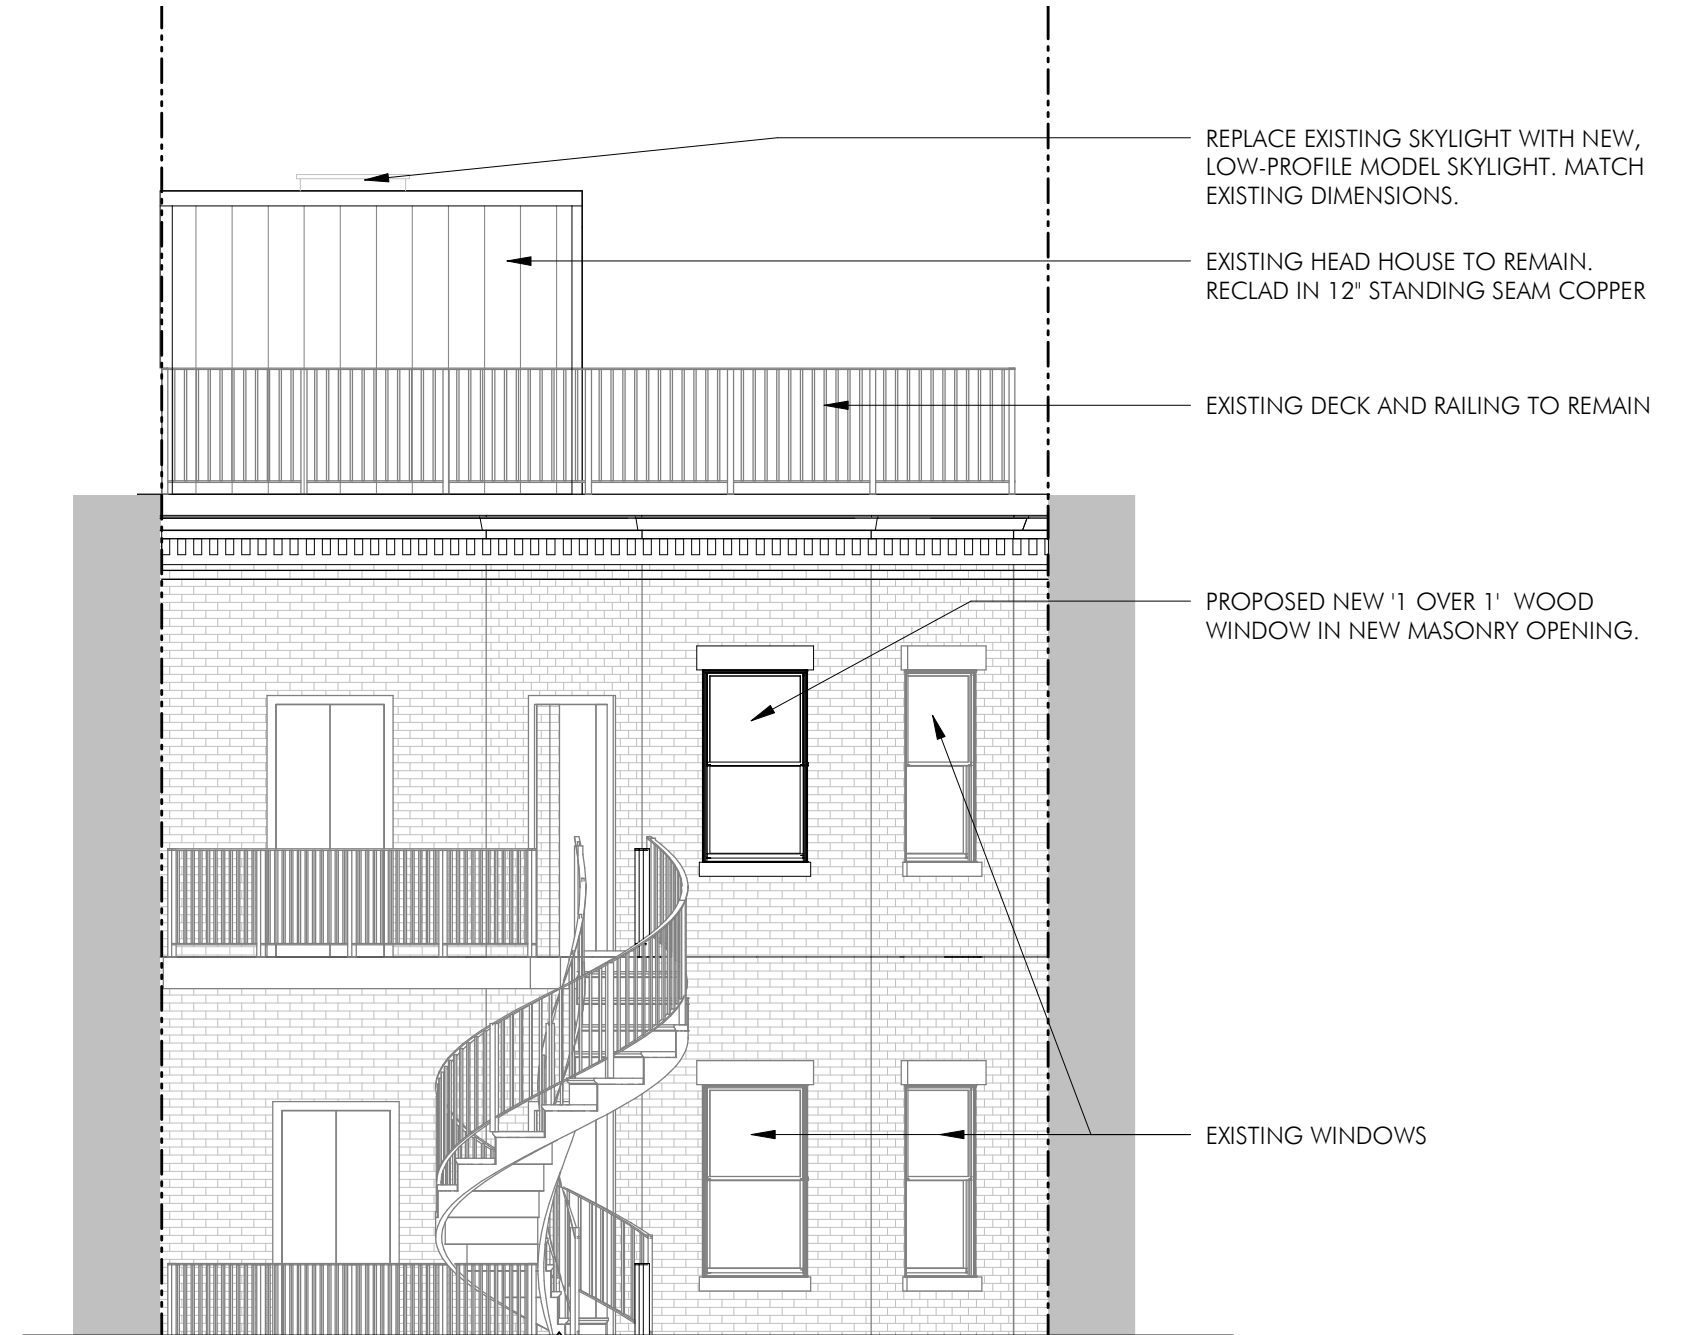 REPLACE EXISTING SKYLIGHT WITH NEW,
LOW-PROFILE MODEL SKYLIGHT. MATCH
EXISTING DIMENSIONS.
EXISTING HEAD HOUSE TO REMAIN.
RECLAD IN 12" STANDING SEAM COPPER
EXISTING DECK AND RAILING TO REMAIN
PROPOSED NEW '1 OVER 1' WOOD
WINDOW IN NEW MASONRY OPENING.
EXISTING WINDOWS